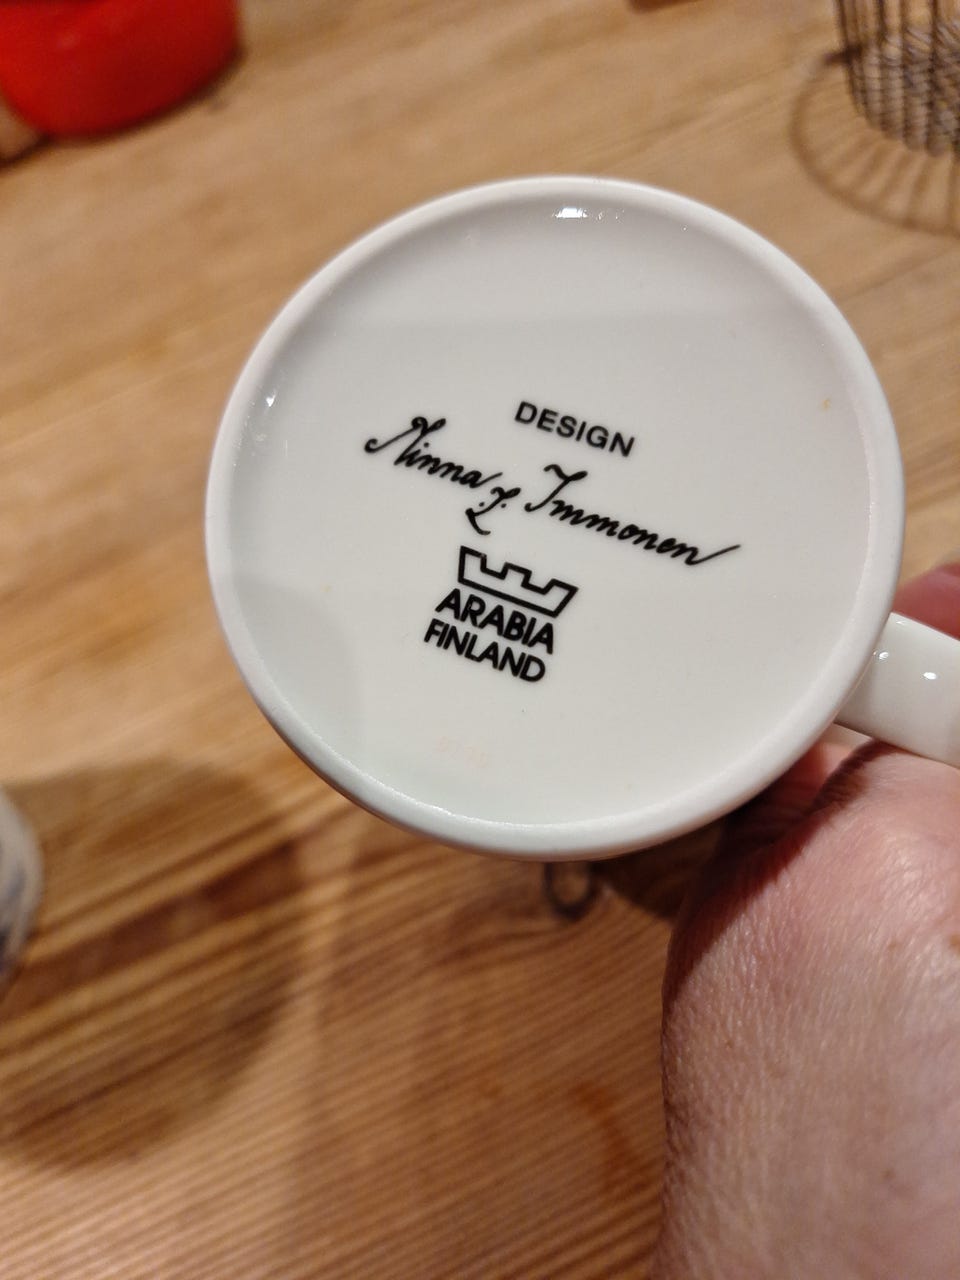 DESIGN
Minna L. Immonen
ARABIA
FINLAND